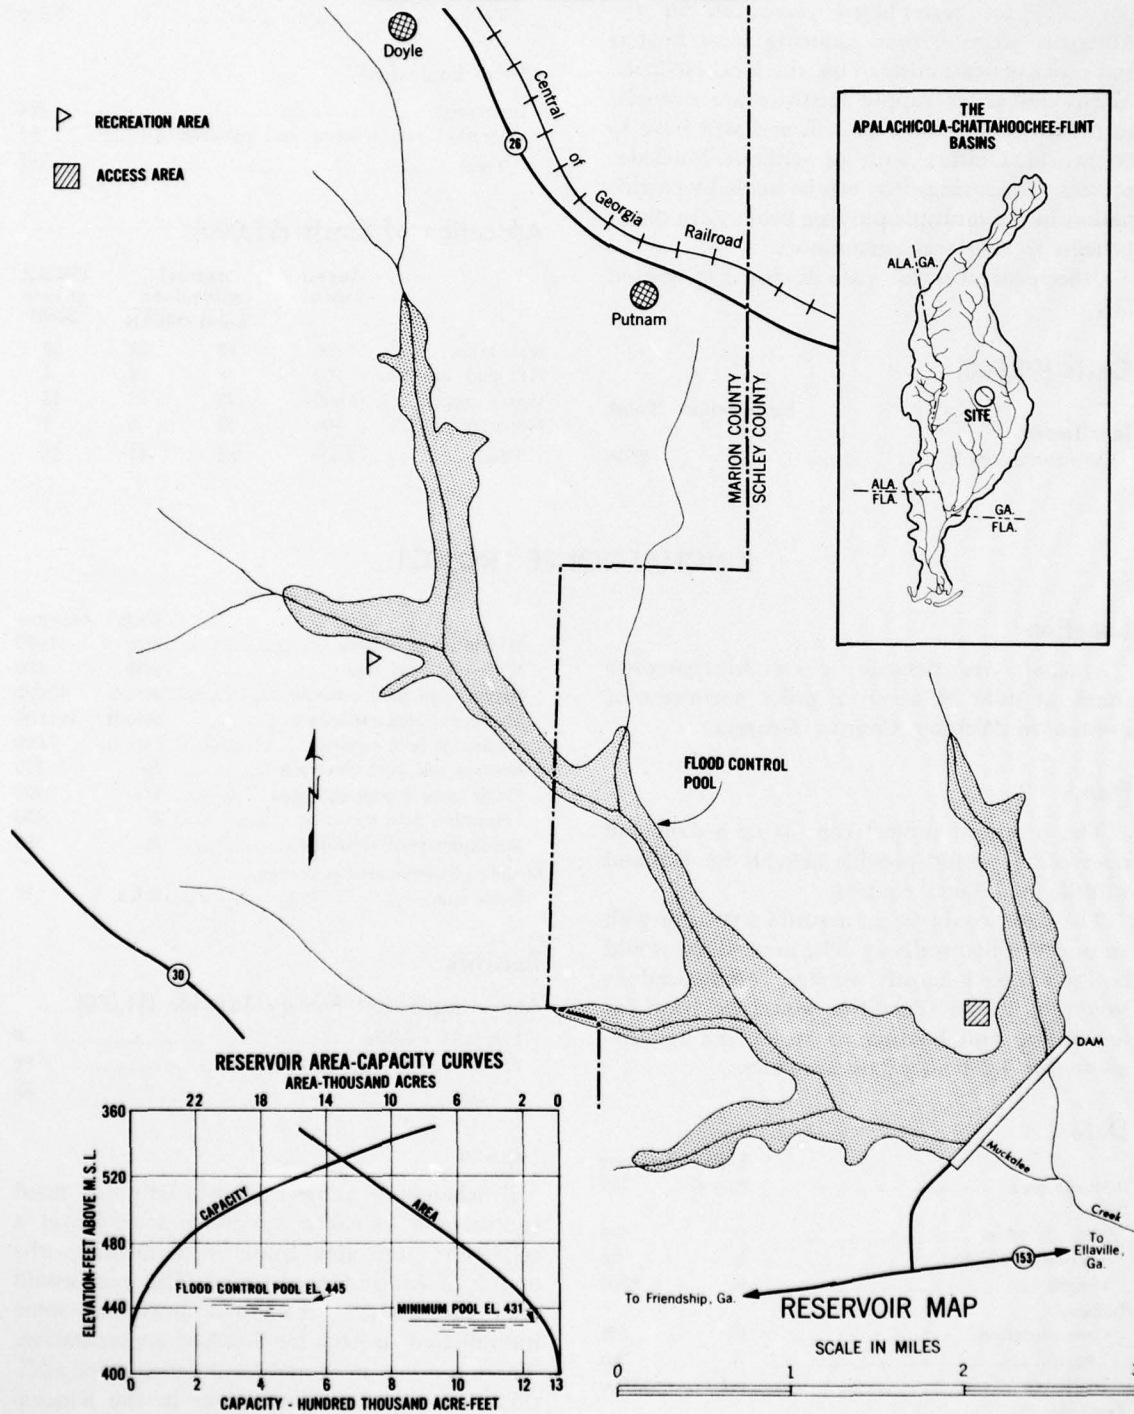 Doyle
RECREATION AREA
ACCESS AREA
Central of Georgia Railroad
26
Putnam
MARION COUNTY
SCHLEY COUNTY
THE
APALACHICOLA-CHATTAHOOCHEE-FLINT
BASINS
ALA. GA.
SITE
ALA.
FLA.
GA.
FLA.
FLOOD CONTROL
POOL
N
30
DAM
Muckalee
Creek
To
Ellaville,
Ga.
153
To Friendship, Ga.
RESERVOIR MAP
SCALE IN MILES
0 1 2
RESERVOIR AREA-CAPACITY CURVES
AREA-THOUSAND ACRES
22 18 14 10 6 2 0
360
520
480
440
400
ELEVATION-FEET ABOVE M.S.L.
CAPACITY
AREA
FLOOD CONTROL POOL EL. 445
MINIMUM POOL EL. 431
0 2 4 6 8 10 12 13
CAPACITY - HUNDRED THOUSAND ACRE-FEET